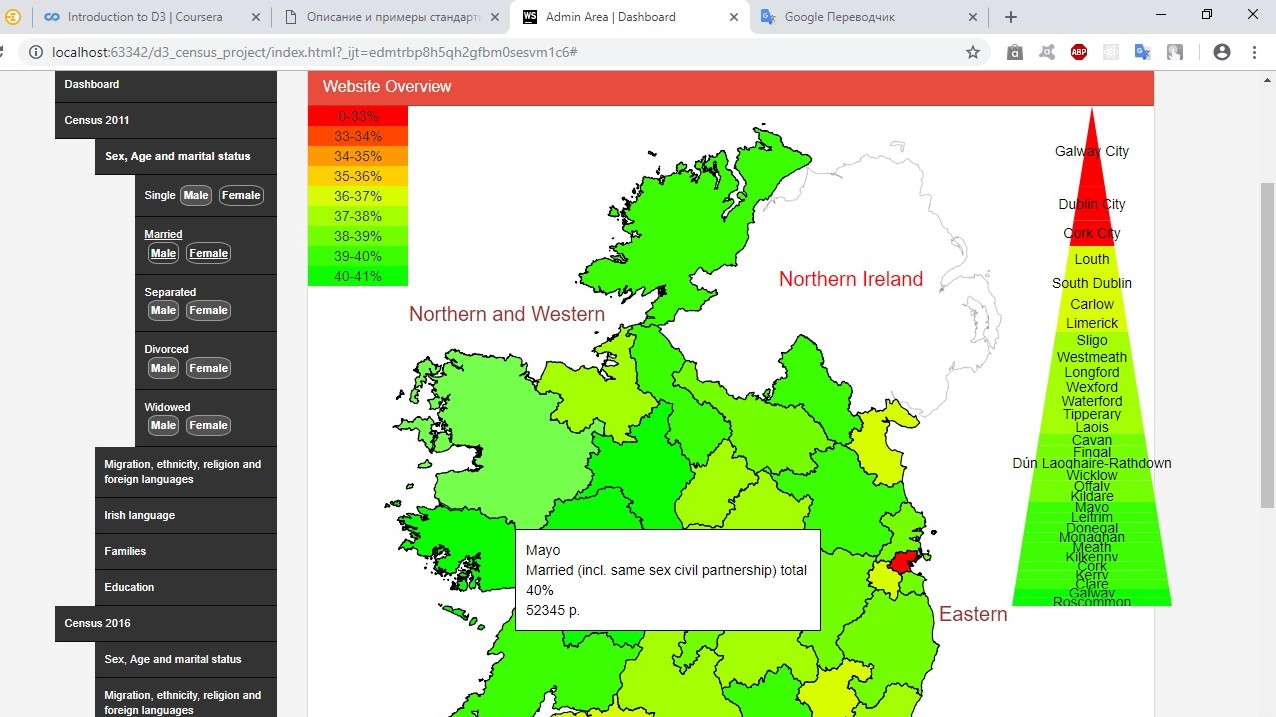 Introduction to D3 | Coursera
Описание и примеры стандарт
WS
Admin Area | Dashboard
Google Переводчик
localhost:63342/d3_census_project/index.html?_ijt=edmtrbp8h5qh2gfbm0sesvm1c6#
ABP
Dashboard
Census 2011
Sex, Age and marital status
Single Male Female
Married
Male Female
Separated
Male Female
Divorced
Male Female
Widowed
Male Female
Migration, ethnicity, religion and
foreign languages
Irish language
Families
Education
Census 2016
Sex, Age and marital status
Migration, ethnicity, religion and
foreign languages
Website Overview
0-33%
33-34%
34-35%
35-36%
36-37%
37-38%
38-39%
39-40%
40-41%
Northern Ireland
Northern and Western
Mayo
Married (incl. same sex civil partnership) total
40%
52345 p.
Eastern
Galway City
Dublin City
Cork City
Louth
South Dublin
Carlow
Limerick
Sligo
Westmeath
Longford
Wexford
Waterford
Tipperary
Laois
Cavan
Fingal
Dún Laoghaire-Rathdown
Wicklow
Offaly
Kildare
Mayo
Leitrim
Donegal
Monaghan
Meath
Kilkenny
Cork
Kerry
Clare
Galway
Roscommon